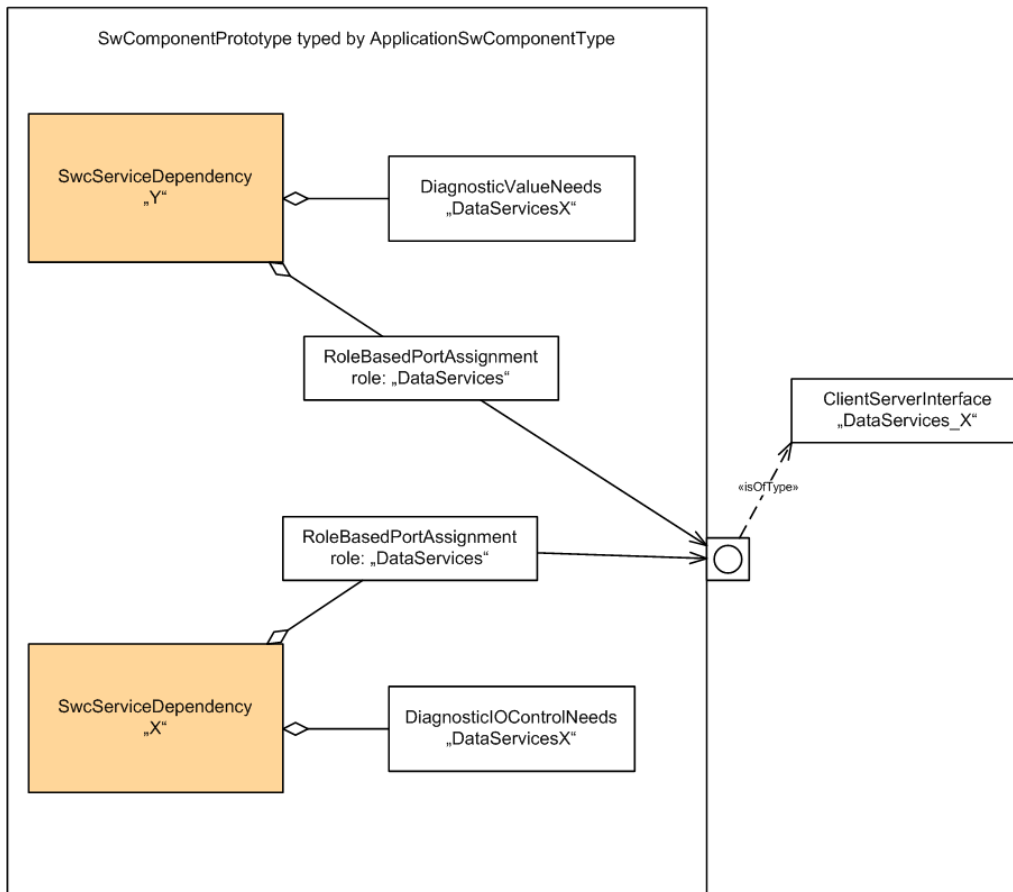 SwComponentPrototype typed by ApplicationSwComponentType
SwcServiceDependency
„Y“
DiagnosticValueNeeds
„DataServicesX“
RoleBasedPortAssignment
role: „DataServices“
ClientServerInterface
„DataServices_X“
«isOfType»
RoleBasedPortAssignment
role: „DataServices“
SwcServiceDependency
„X“
DiagnosticIOControlNeeds
„DataServicesX“